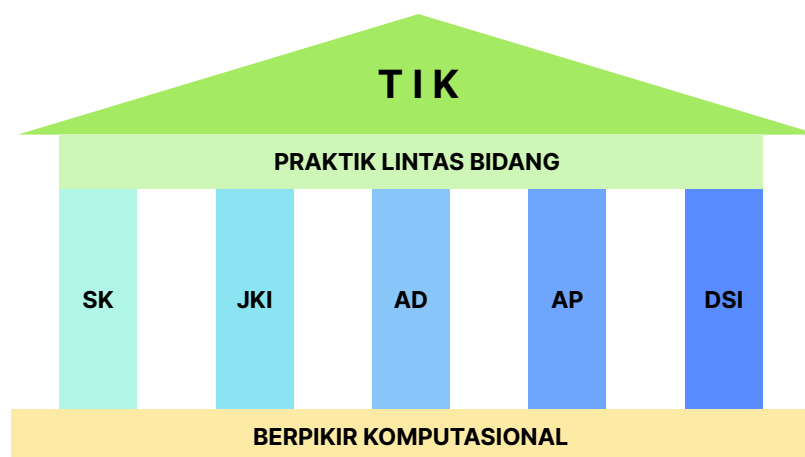 TIK
PRAKTIK LINTAS BIDANG
SK
JKI
AD
AP
DSI
BERPIKIR KOMPUTASIONAL